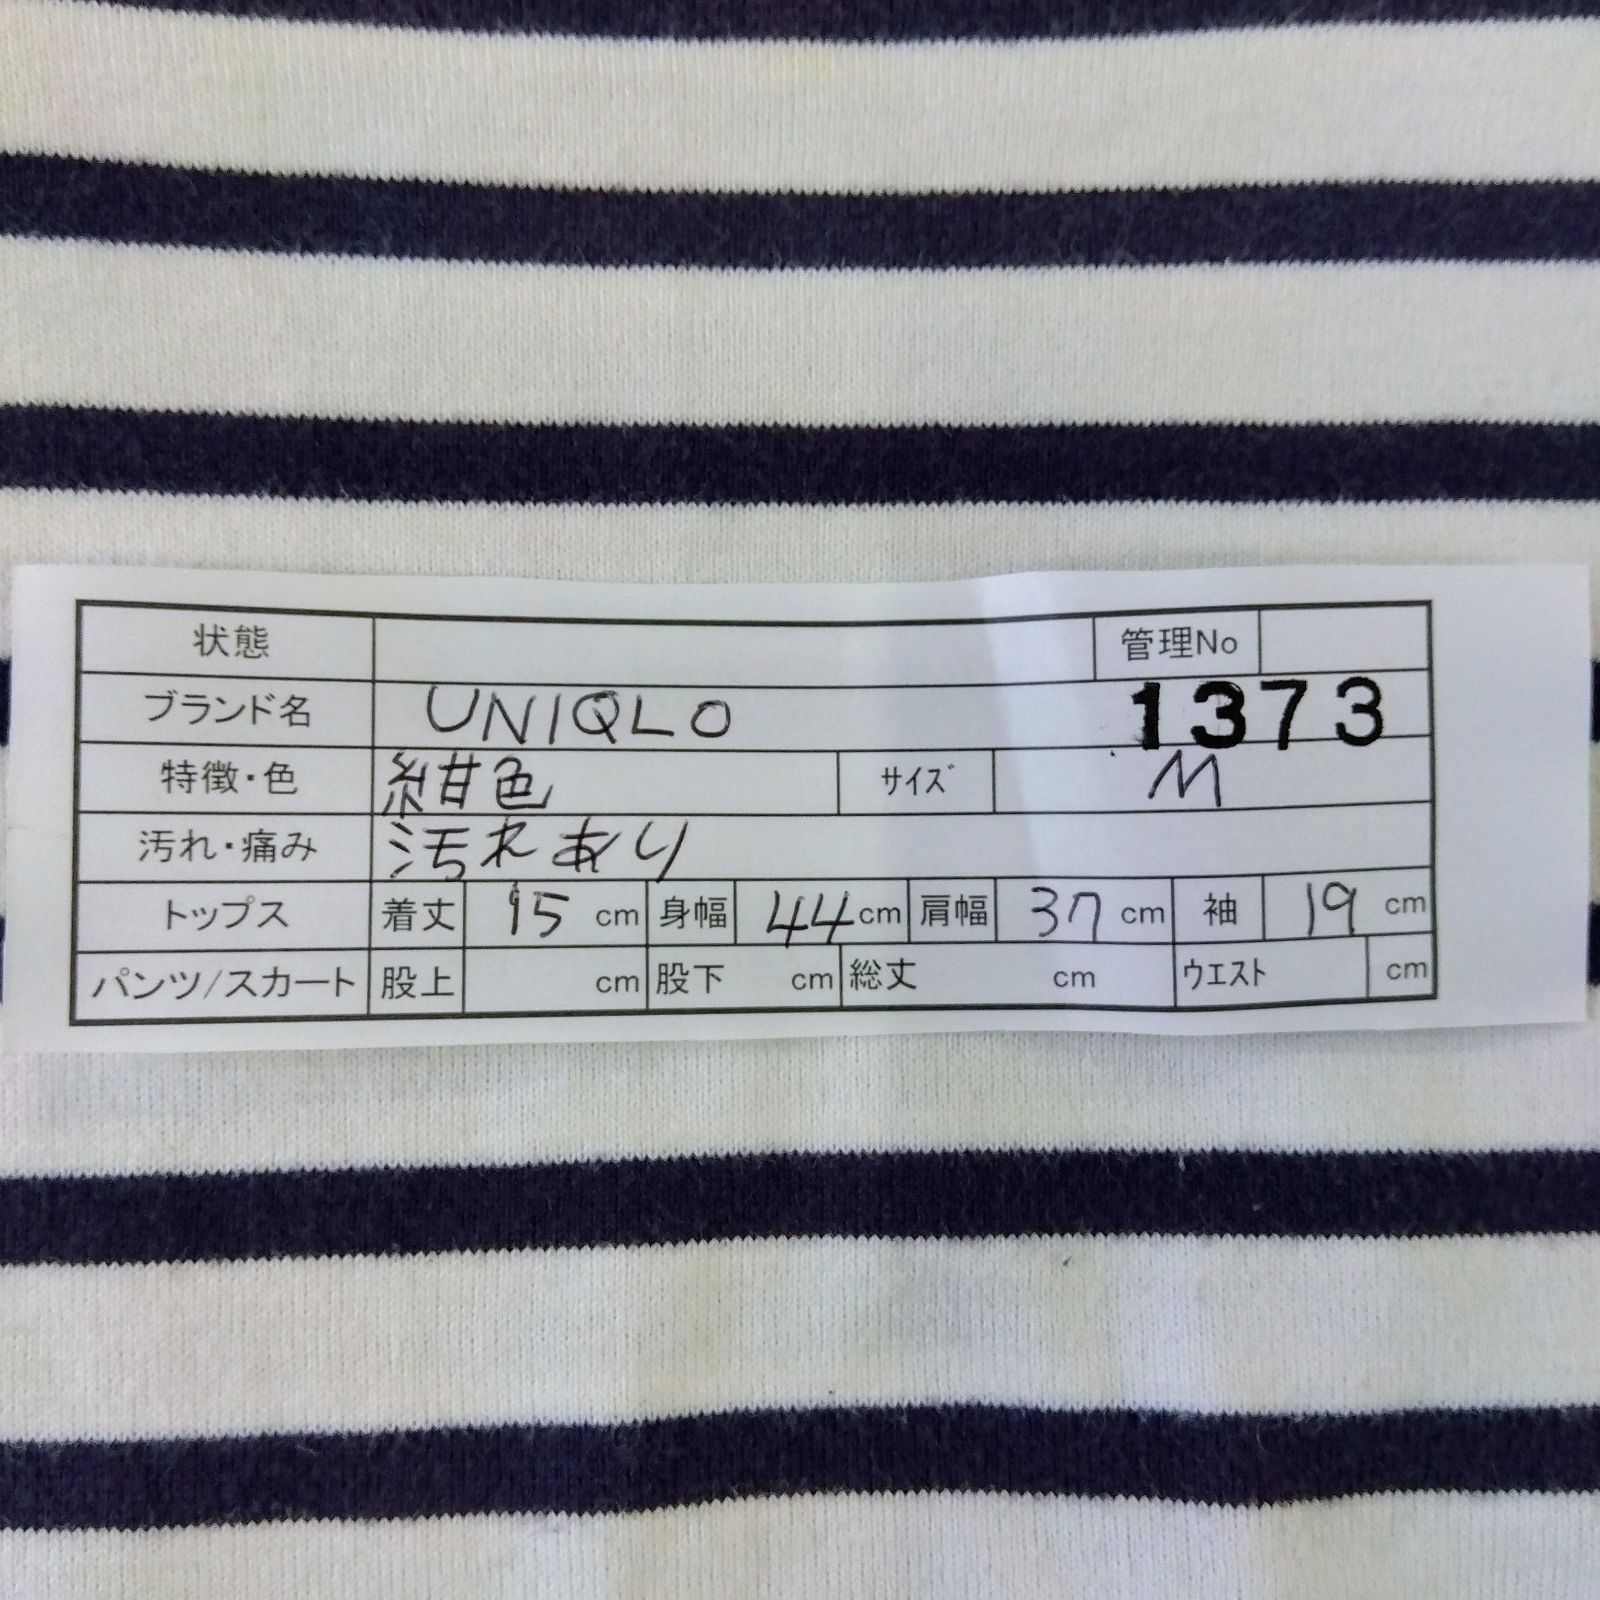 状態 管理No
ブランド名 UNIQLO 1373
特徴・色 紺色 サイズ M
汚れ・痛み 汚れあり
トップス 着丈 95 cm 身幅 44 cm 肩幅 37 cm 袖 19 cm
パンツ/スカート 股上 cm 股下 cm 総丈 cm ウエスト cm